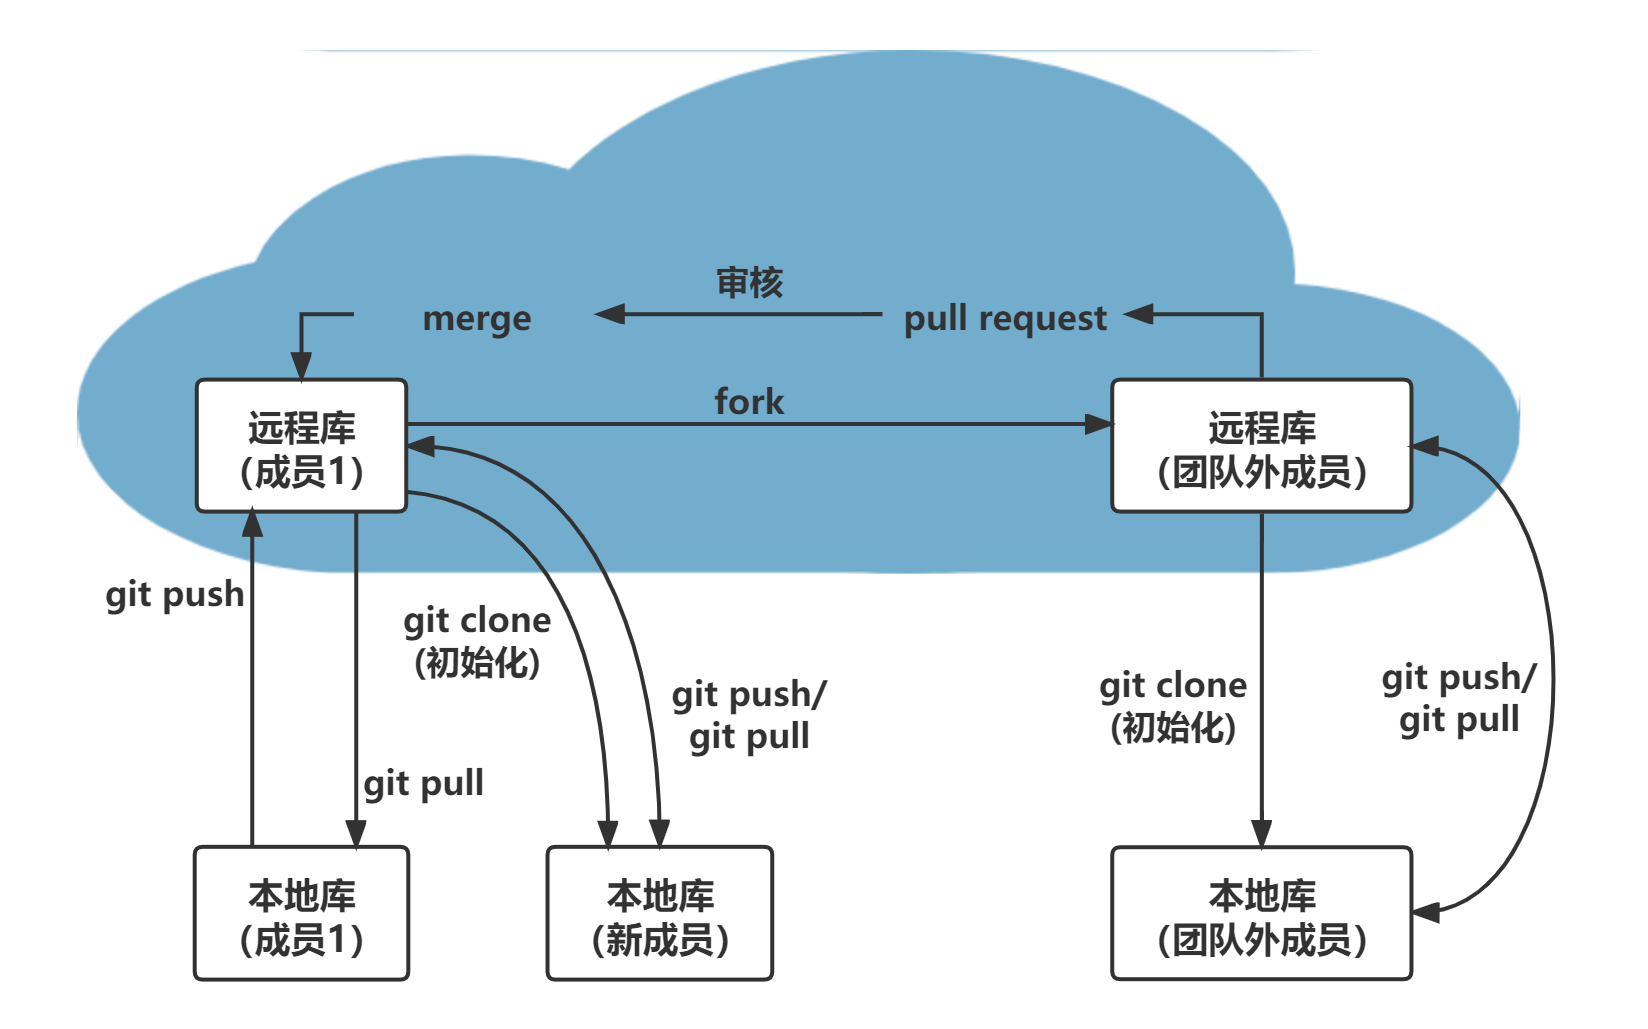 审核
merge
pull request
fork
远程库
（成员1）
远程库
（团队外成员）
git push
git clone
(初始化)
git push/
git pull
git clone
(初始化)
git push/
git pull
git pull
本地库
（成员1）
本地库
（新成员）
本地库
（团队外成员）